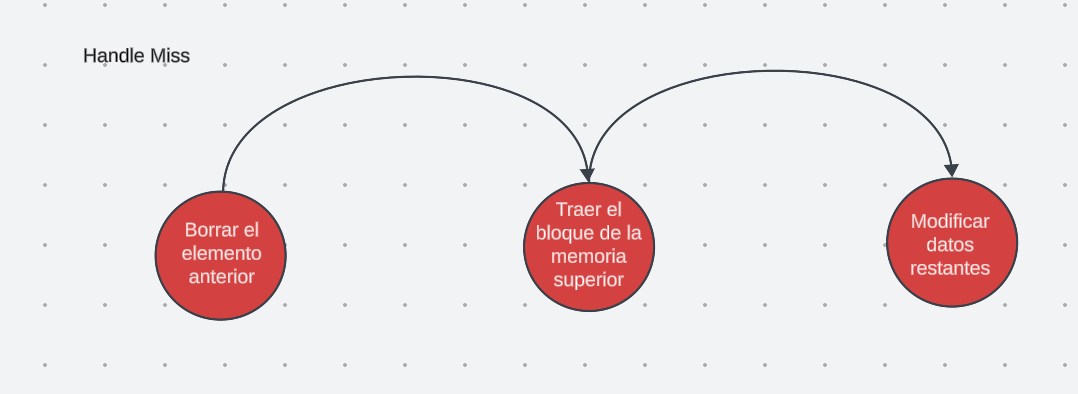 Handle Miss
Borrar el
elemento
anterior
Traer el
bloque de la
memoria
superior
Modificar
datos
restantes